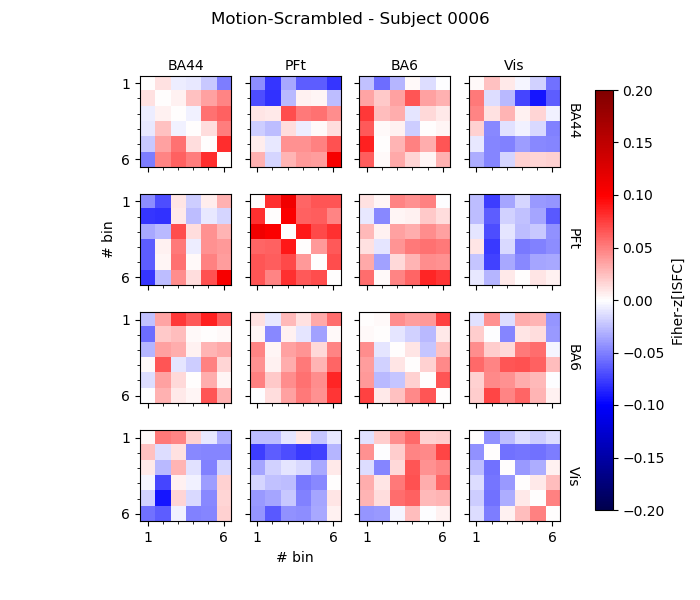 Motion-Scrambled - Subject 0006
BA44 PFt BA6 Vis
1
6
BA44
1
6
PFt
1
6
BA6
1
6
Vis
# bin
1 6 1 6 1 6 1 6
# bin
0.20
0.15
0.10
0.05
0.00
−0.05
−0.10
−0.15
−0.20
Fiher-z[ISFC]